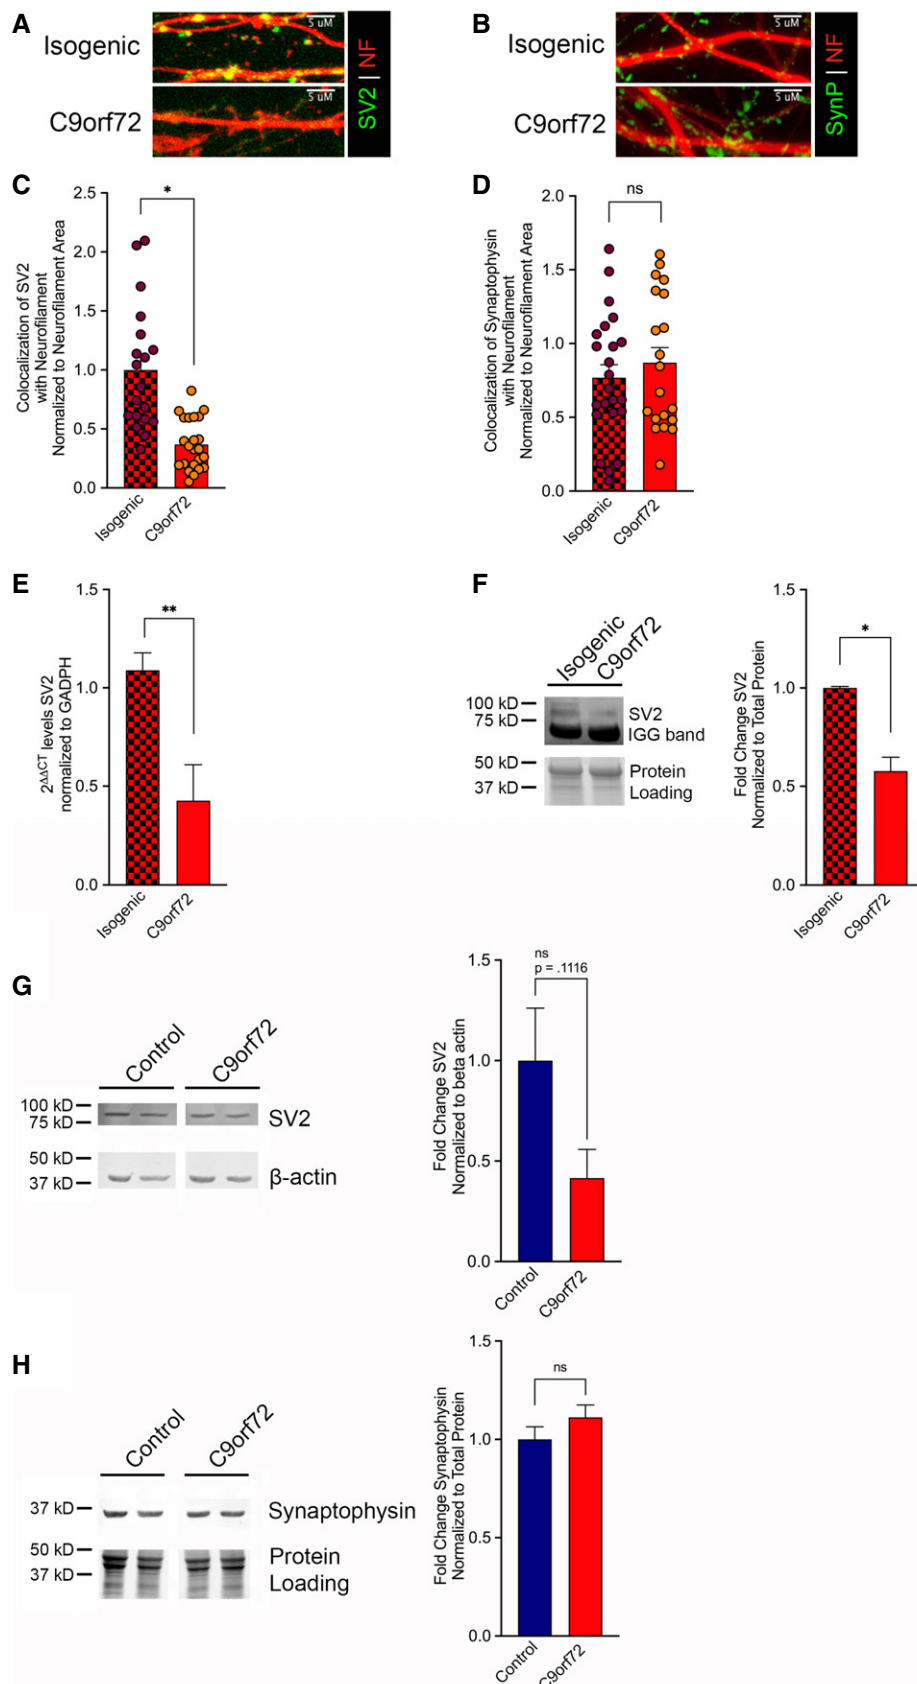 A
Isogenic
5 uM
C9orf72
5 uM
SV2 | NF
B
Isogenic
5 uM
C9orf72
5 uM
SynP | NF
C
Colocalization of SV2
with Neurofilament
Normalized to Neurofilament Area
2.5
2.0
1.5
1.0
0.5
0.0
*
Isogenic
C9orf72
D
Colocalization of Synaptophysin
with Neurofilament
Normalized to Neurofilament Area
2.0
1.5
1.0
0.5
0.0
ns
Isogenic
C9orf72
E
2ΔΔCT levels SV2
normalized to GADPH
1.5
1.0
0.5
0.0
**
Isogenic
C9orf72
F
Isogenic
C9orf72
100 kD
75 kD
SV2
IGG band
50 kD
37 kD
Protein
Loading
Fold Change SV2
Normalized to Total Protein
1.5
1.0
0.5
0.0
*
Isogenic
C9orf72
G
Control
C9orf72
100 kD
75 kD
SV2
50 kD
37 kD
β-actin
Fold Change SV2
Normalized to beta actin
1.5
1.0
0.5
0.0
ns
p = .1116
Control
C9orf72
H
Control
C9orf72
37 kD
Synaptophysin
50 kD
37 kD
Protein
Loading
Fold Change Synaptophysin
Normalized to Total Protein
1.5
1.0
0.5
0.0
ns
Control
C9orf72